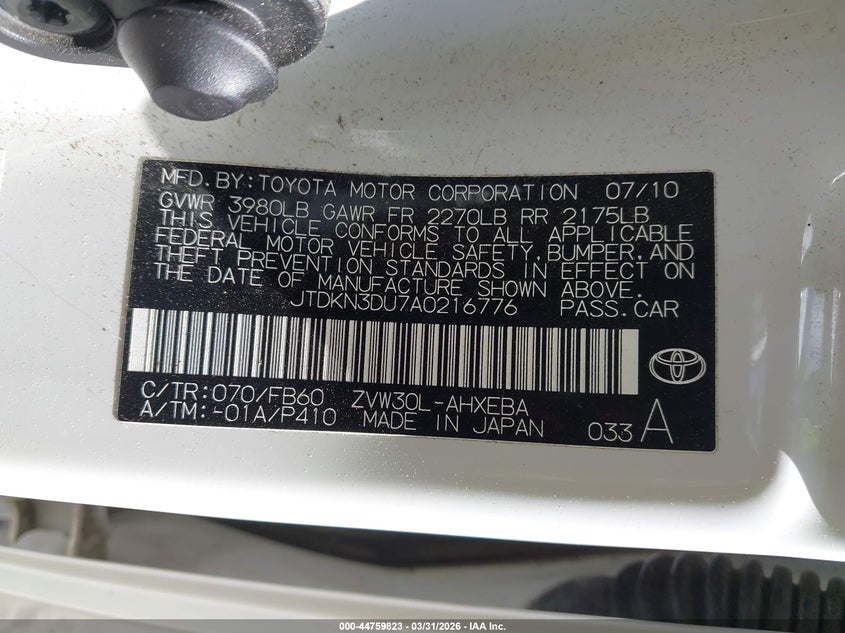 MFD. BY: TOYOTA MOTOR CORPORATION 07/10
GVWR 3980LB GAWR FR 2270LB RR 2175LB
THIS VEHICLE CONFORMS TO ALL APPLICABLE
FEDERAL MOTOR VEHICLE SAFETY, BUMPER, AND
THEFT PREVENTION STANDARDS IN EFFECT ON
THE DATE OF MANUFACTURE SHOWN ABOVE.
JTDKN3DU7A0216776 PASS. CAR
C/TR: 070/FB60 ZVW30L-AHXEBA
A/TM: -01A/P410 MADE IN JAPAN 033 A
000-44759823 - 03/31/2026 - IAA Inc.